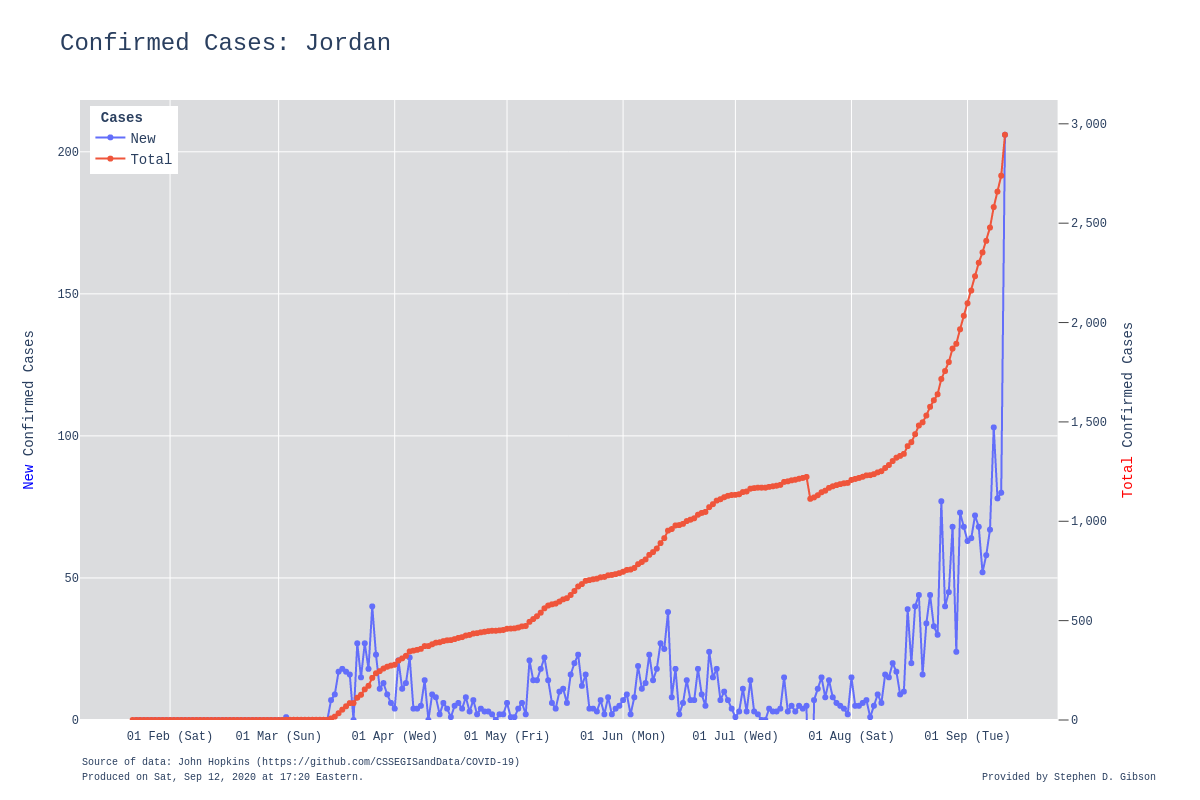 Confirmed Cases: Jordan
Cases
New
Total
200
150
100
50
0
3,000
2,500
2,000
1,500
1,000
500
0
New Confirmed Cases
Total Confirmed Cases
01 Feb (Sat)
01 Mar (Sun)
01 Apr (Wed)
01 May (Fri)
01 Jun (Mon)
01 Jul (Wed)
01 Aug (Sat)
01 Sep (Tue)
Source of data: John Hopkins (https://github.com/CSSEGISandData/COVID-19)
Produced on Sat, Sep 12, 2020 at 17:20 Eastern.
Provided by Stephen D. Gibson